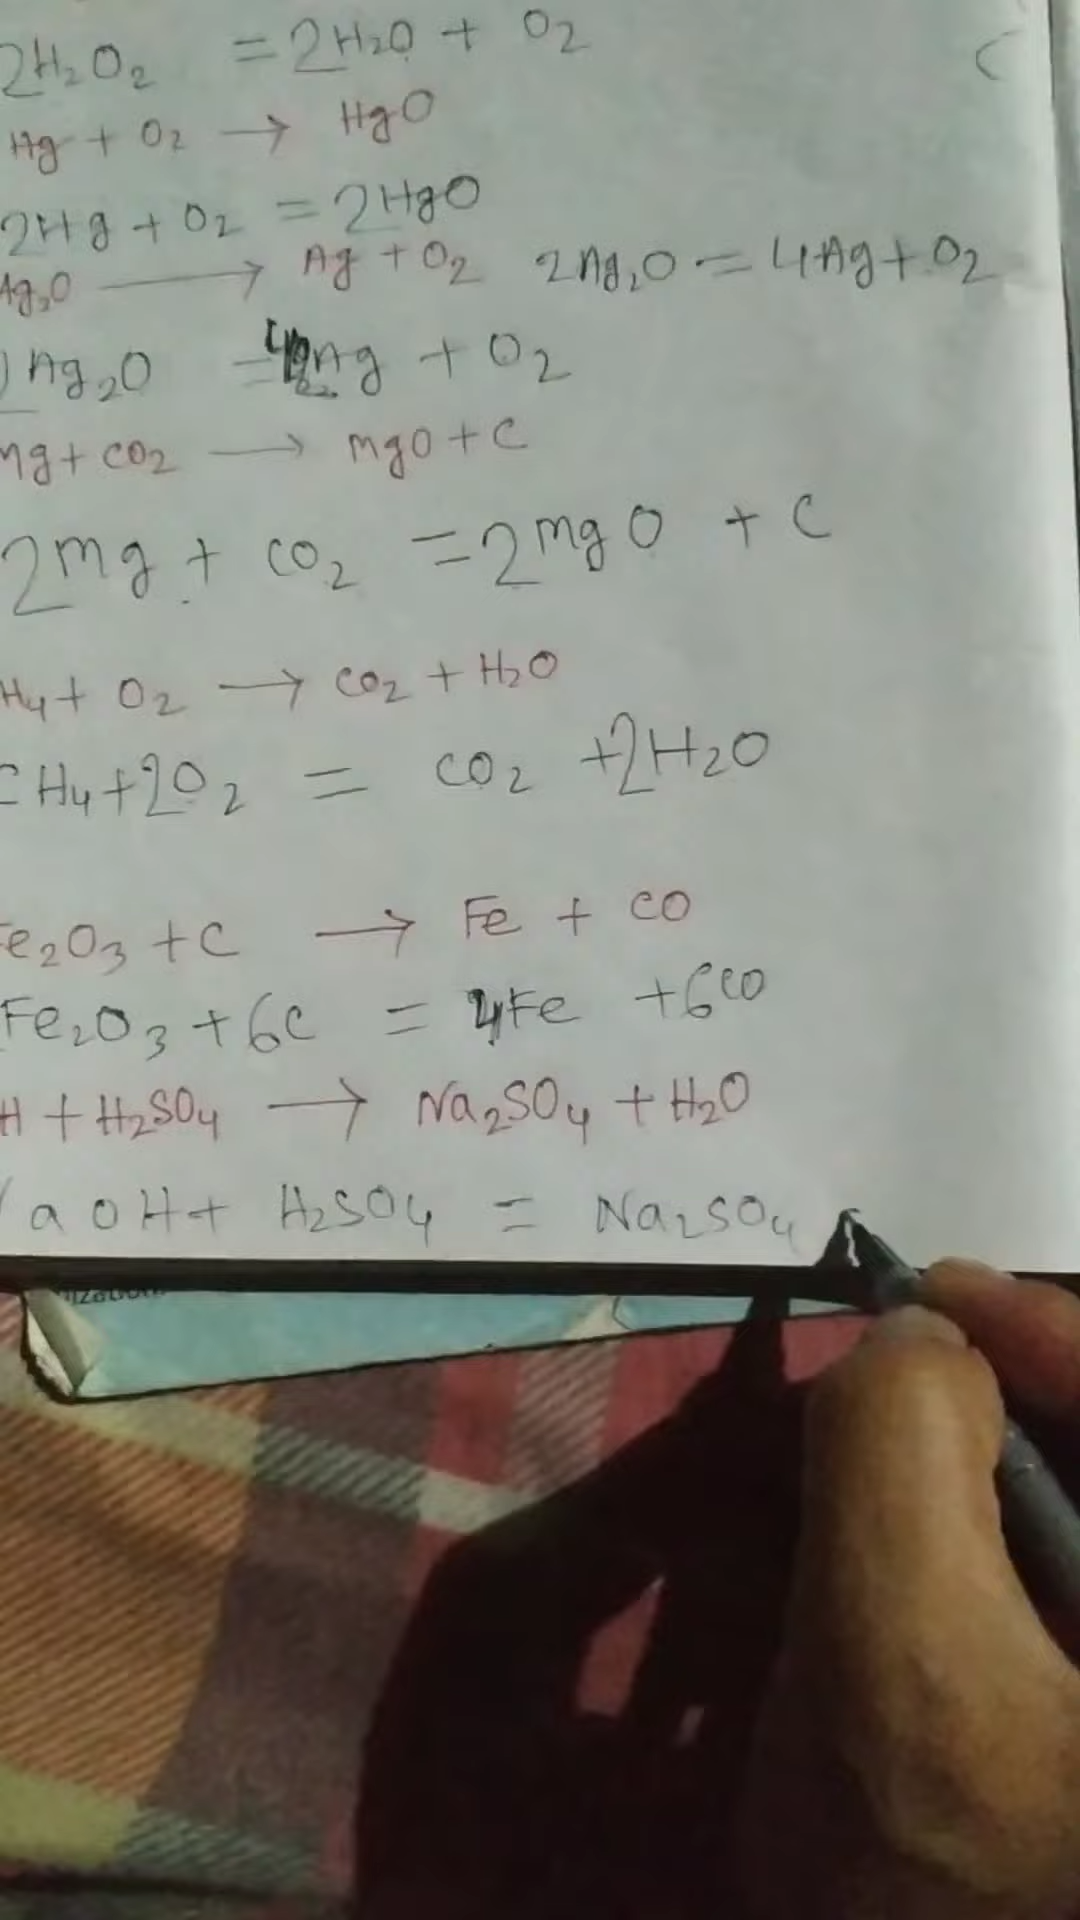 2H₂O₂ = 2H₂O + O₂
Hg + O₂ → HgO
2Hg + O₂ = 2HgO
Ag₂O → Ag + O₂ 2Ag₂O = 4Ag + O₂
Ag₂O = 4Ag + O₂
Mg + CO₂ → MgO + C
2Mg + CO₂ = 2MgO + C
H₄ + O₂ → CO₂ + H₂O
CH₄ + 2O₂ = CO₂ + 2H₂O
Fe₂O₃ + C → Fe + CO
Fe₂O₃ + 6C = 4Fe + 6CO
H + H₂SO₄ → Na₂SO₄ + H₂O
aOH + H₂SO₄ = Na₂SO₄